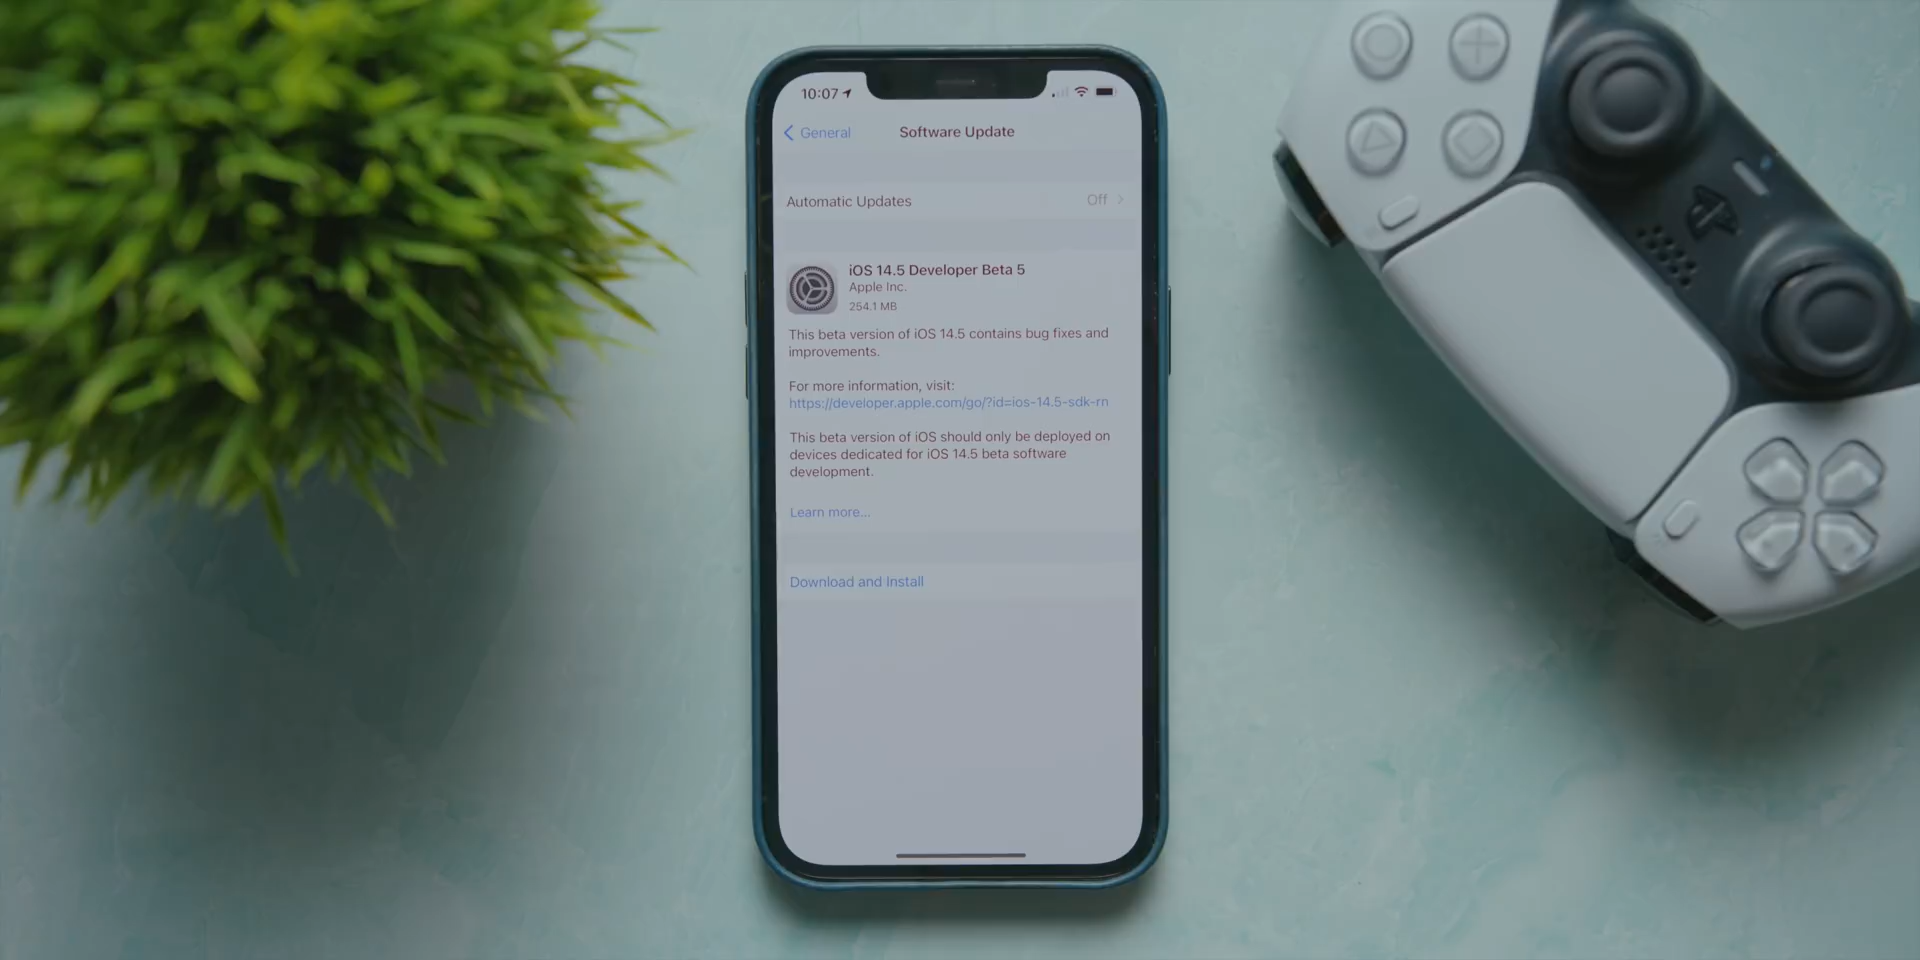 10:07
General
Software Update
Automatic Updates
Off
iOS 14.5 Developer Beta 5
Apple Inc.
254.1 MB
This beta version of iOS 14.5 contains bug fixes and
improvements.
For more information, visit:
https://developer.apple.com/go/?id=ios-14.5-sdk-rn
This beta version of iOS should only be deployed on
devices dedicated for iOS 14.5 beta software
development.
Learn more...
Download and Install